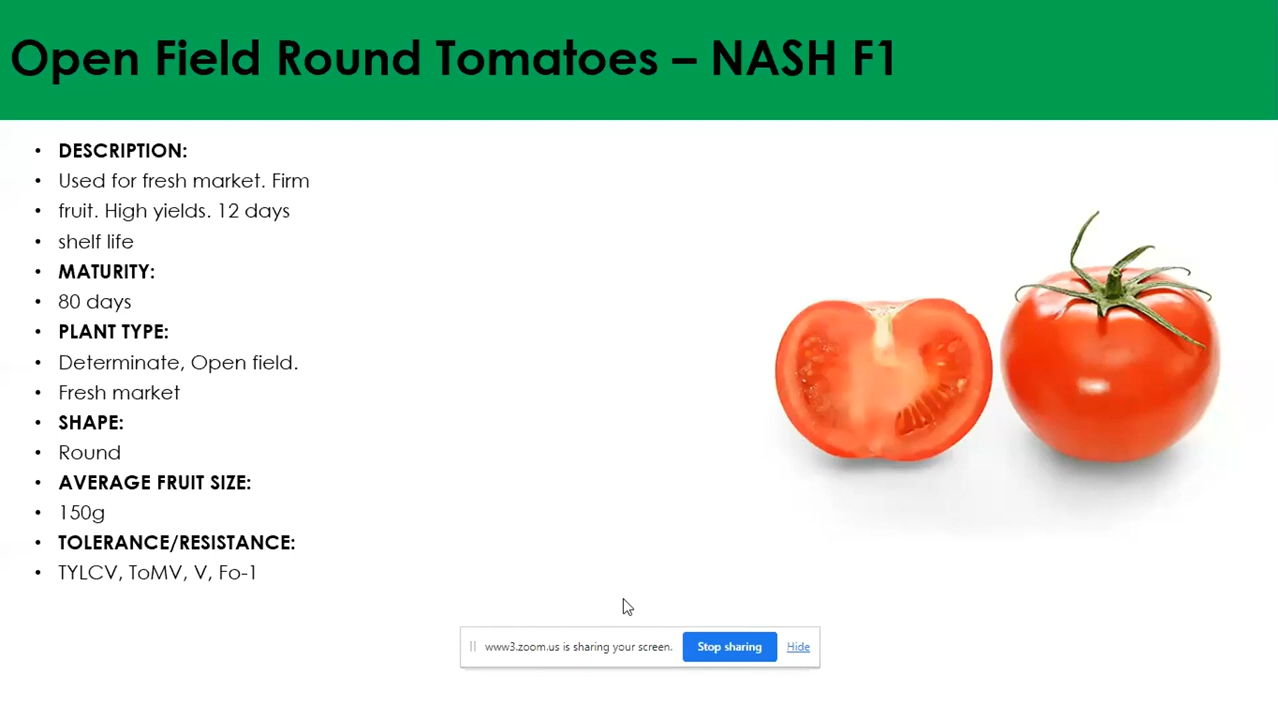 Open Field Round Tomatoes – NASH F1
• DESCRIPTION:
• Used for fresh market. Firm
• fruit. High yields. 12 days
• shelf life
• MATURITY:
• 80 days
• PLANT TYPE:
• Determinate, Open field.
• Fresh market
• SHAPE:
• Round
• AVERAGE FRUIT SIZE:
• 150g
• TOLERANCE/RESISTANCE:
• TYLCV, ToMV, V, Fo-1
www3.zoom.us is sharing your screen. Stop sharing Hide